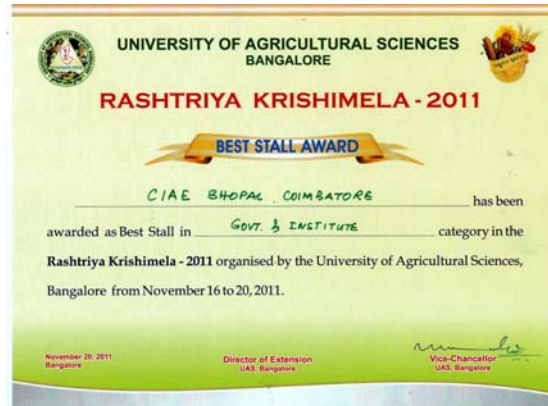 UNIVERSITY OF AGRICULTURAL SCIENCES
BANGALORE
RASHTRIYA KRISHIMELA - 2011
BEST STALL AWARD
CIAE BHOPAL COIMBATORE has been
awarded as Best Stall in GOVT. & INSTITUTE category in the
Rashtriya Krishimela - 2011 organised by the University of Agricultural Sciences,
Bangalore from November 16 to 20, 2011.
November 20, 2011
Bangalore
Director of Extension
UAS, Bangalore
Vice-Chancellor
UAS, Bangalore